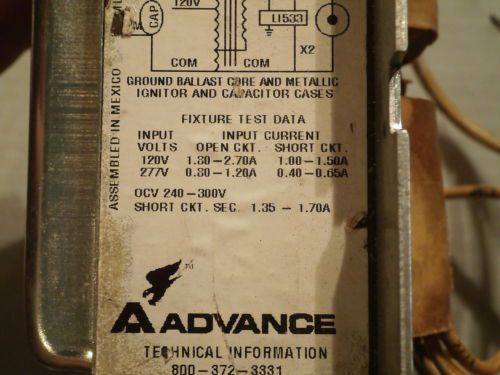 120V
CAP
LI533
X2
COM COM
GROUND BALLAST CORE AND METALLIC
IGNITOR AND CAPACITOR CASES
ASSEMBLED IN MEXICO
FIXTURE TEST DATA
INPUT INPUT CURRENT
VOLTS OPEN CKT. SHORT CKT.
120V 1.30-2.70A 1.00-1.50A
277V 0.80-1.20A 0.40-0.65A
OCV 240-300V
SHORT CKT. SEC. 1.35 - 1.70A
TM
ADVANCE
TECHNICAL INFORMATION
800-372-3331